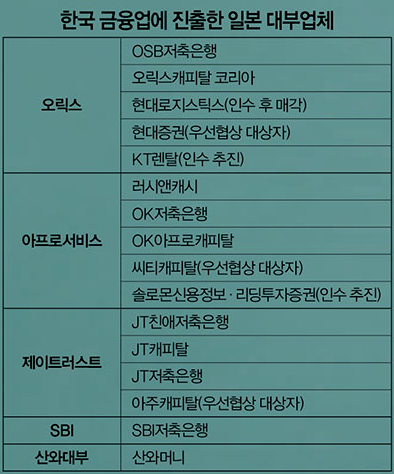 한국 금융업에 진출한 일본 대부업체
오릭스
OSB저축은행
오릭스캐피탈 코리아
현대로지스틱스(인수 후 매각)
현대증권(우선협상 대상자)
KT렌탈(인수 추진)
아프로서비스
러시앤캐시
OK저축은행
OK아프로캐피탈
씨티캐피탈(우선협상 대상자)
솔로몬신용정보·리딩투자증권(인수 추진)
제이트러스트
JT친애저축은행
JT캐피탈
JT저축은행
아주캐피탈(우선협상 대상자)
SBI
SBI저축은행
산와대부
산와머니